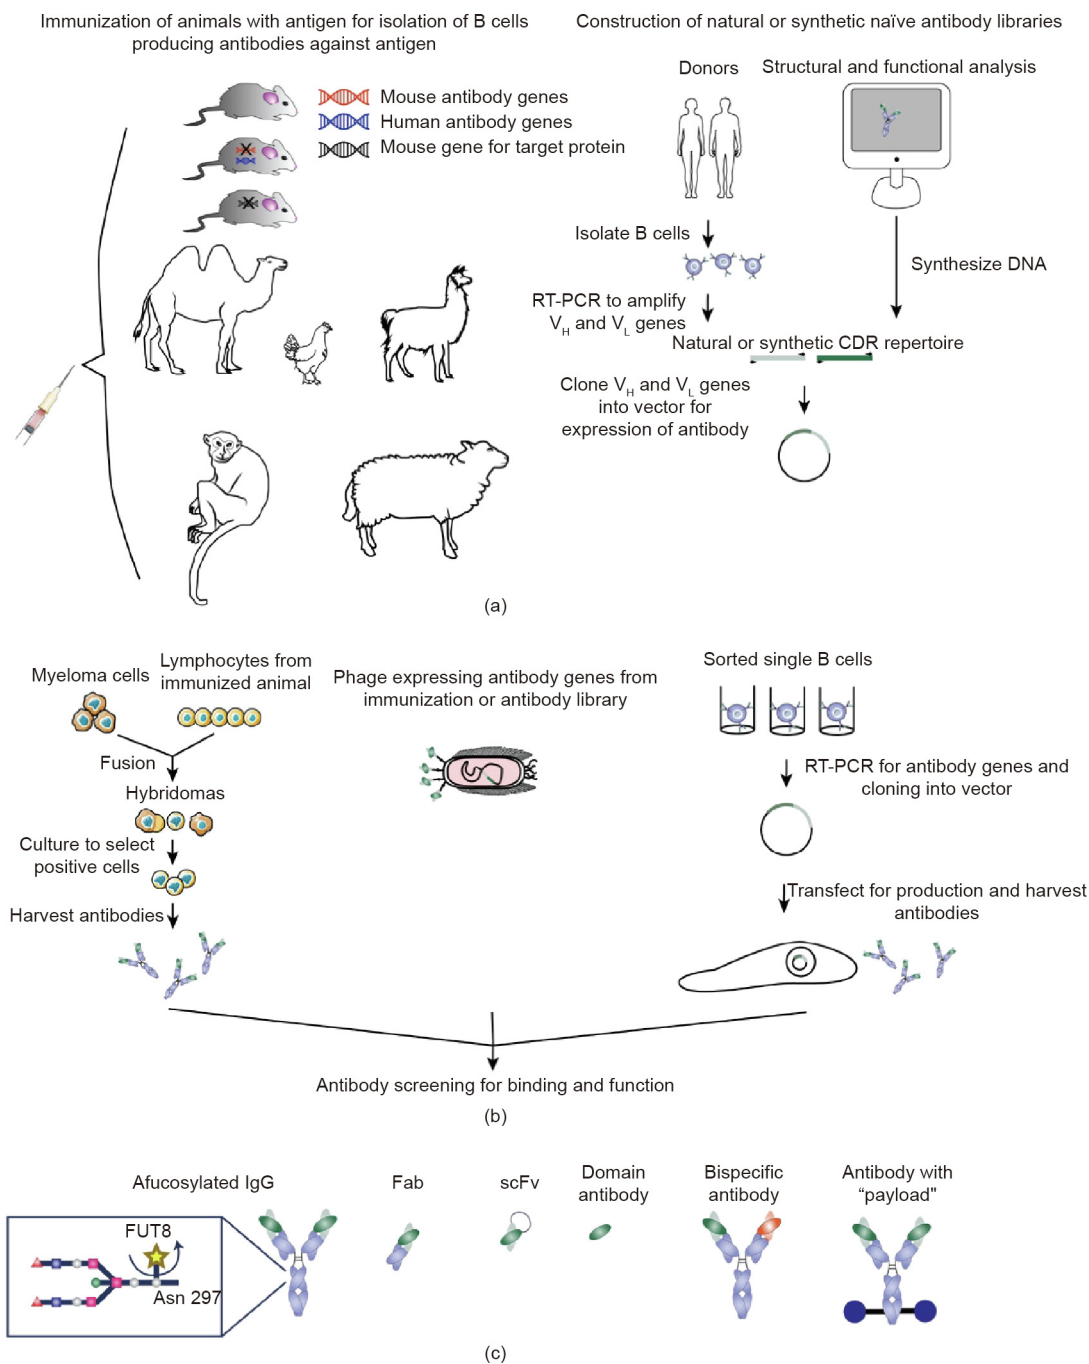 Immunization of animals with antigen for isolation of B cells
producing antibodies against antigen
Mouse antibody genes
Human antibody genes
Mouse gene for target protein
Construction of natural or synthetic naïve antibody libraries
Donors
Structural and functional analysis
Isolate B cells
Synthesize DNA
RT-PCR to amplify
V_H and V_L genes
Natural or synthetic CDR repertoire
Clone V_H and V_L genes
into vector for
expression of antibody
(a)
Myeloma cells
Lymphocytes from
immunized animal
Fusion
Hybridomas
Culture to select
positive cells
Harvest antibodies
Phage expressing antibody genes from
immunization or antibody library
Sorted single B cells
RT-PCR for antibody genes and
cloning into vector
Transfect for production and harvest
antibodies
Antibody screening for binding and function
(b)
Afucosylated IgG
FUT8
Asn 297
Fab
scFv
Domain
antibody
Bispecific
antibody
Antibody with
“payload"
(c)